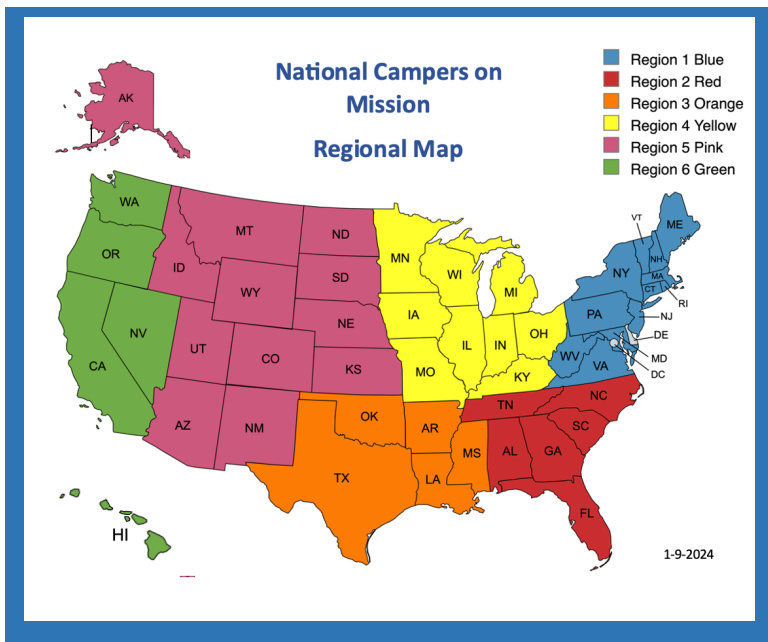 National Campers on
Mission
Regional Map
Region 1 Blue
Region 2 Red
Region 3 Orange
Region 4 Yellow
Region 5 Pink
Region 6 Green
AK
WA
OR
CA
NV
ID
MT
WY
UT
CO
AZ
NM
ND
SD
NE
KS
OK
TX
MN
IA
MO
WI
IL
MI
IN
OH
KY
AR
LA
MS
TN
AL
GA
NC
SC
FL
ME
VT
NH
NY
MA
CT
RI
PA
NJ
DE
WV
VA
MD
DC
HI
1-9-2024